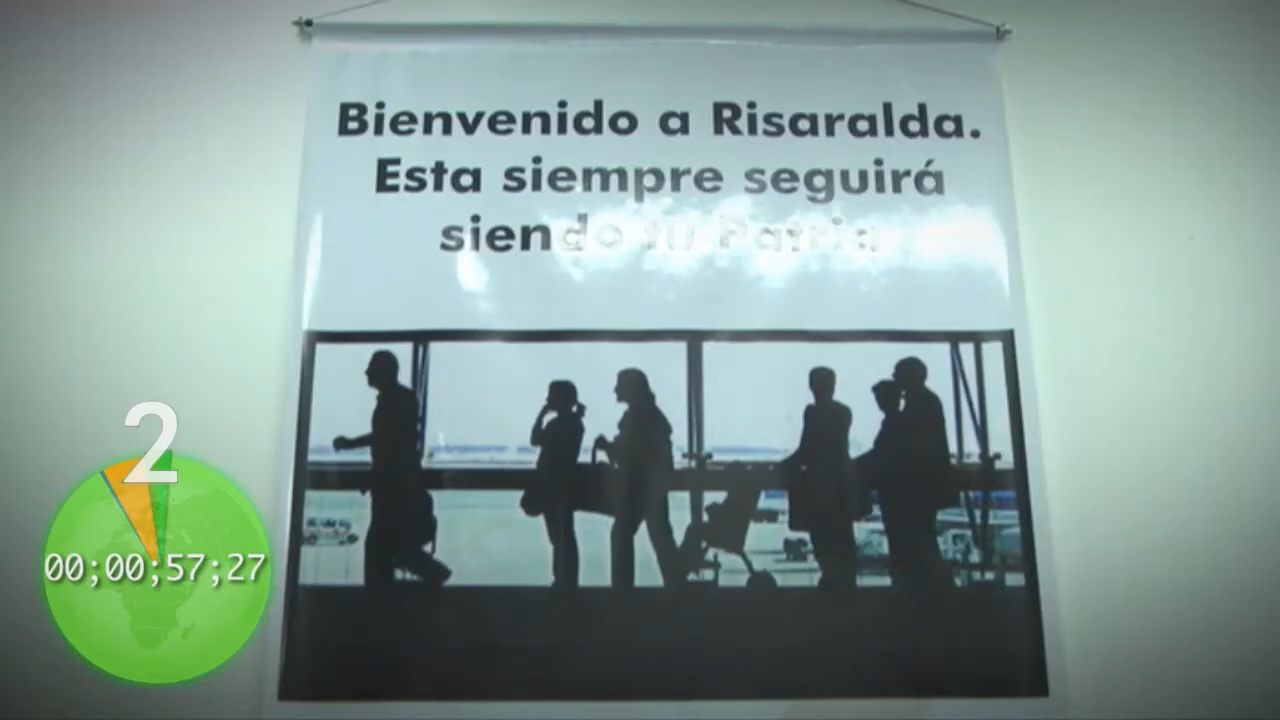 Bienvenido a Risaralda.
Esta siempre seguirá
siendo tu Patria
2
00;00;57;27